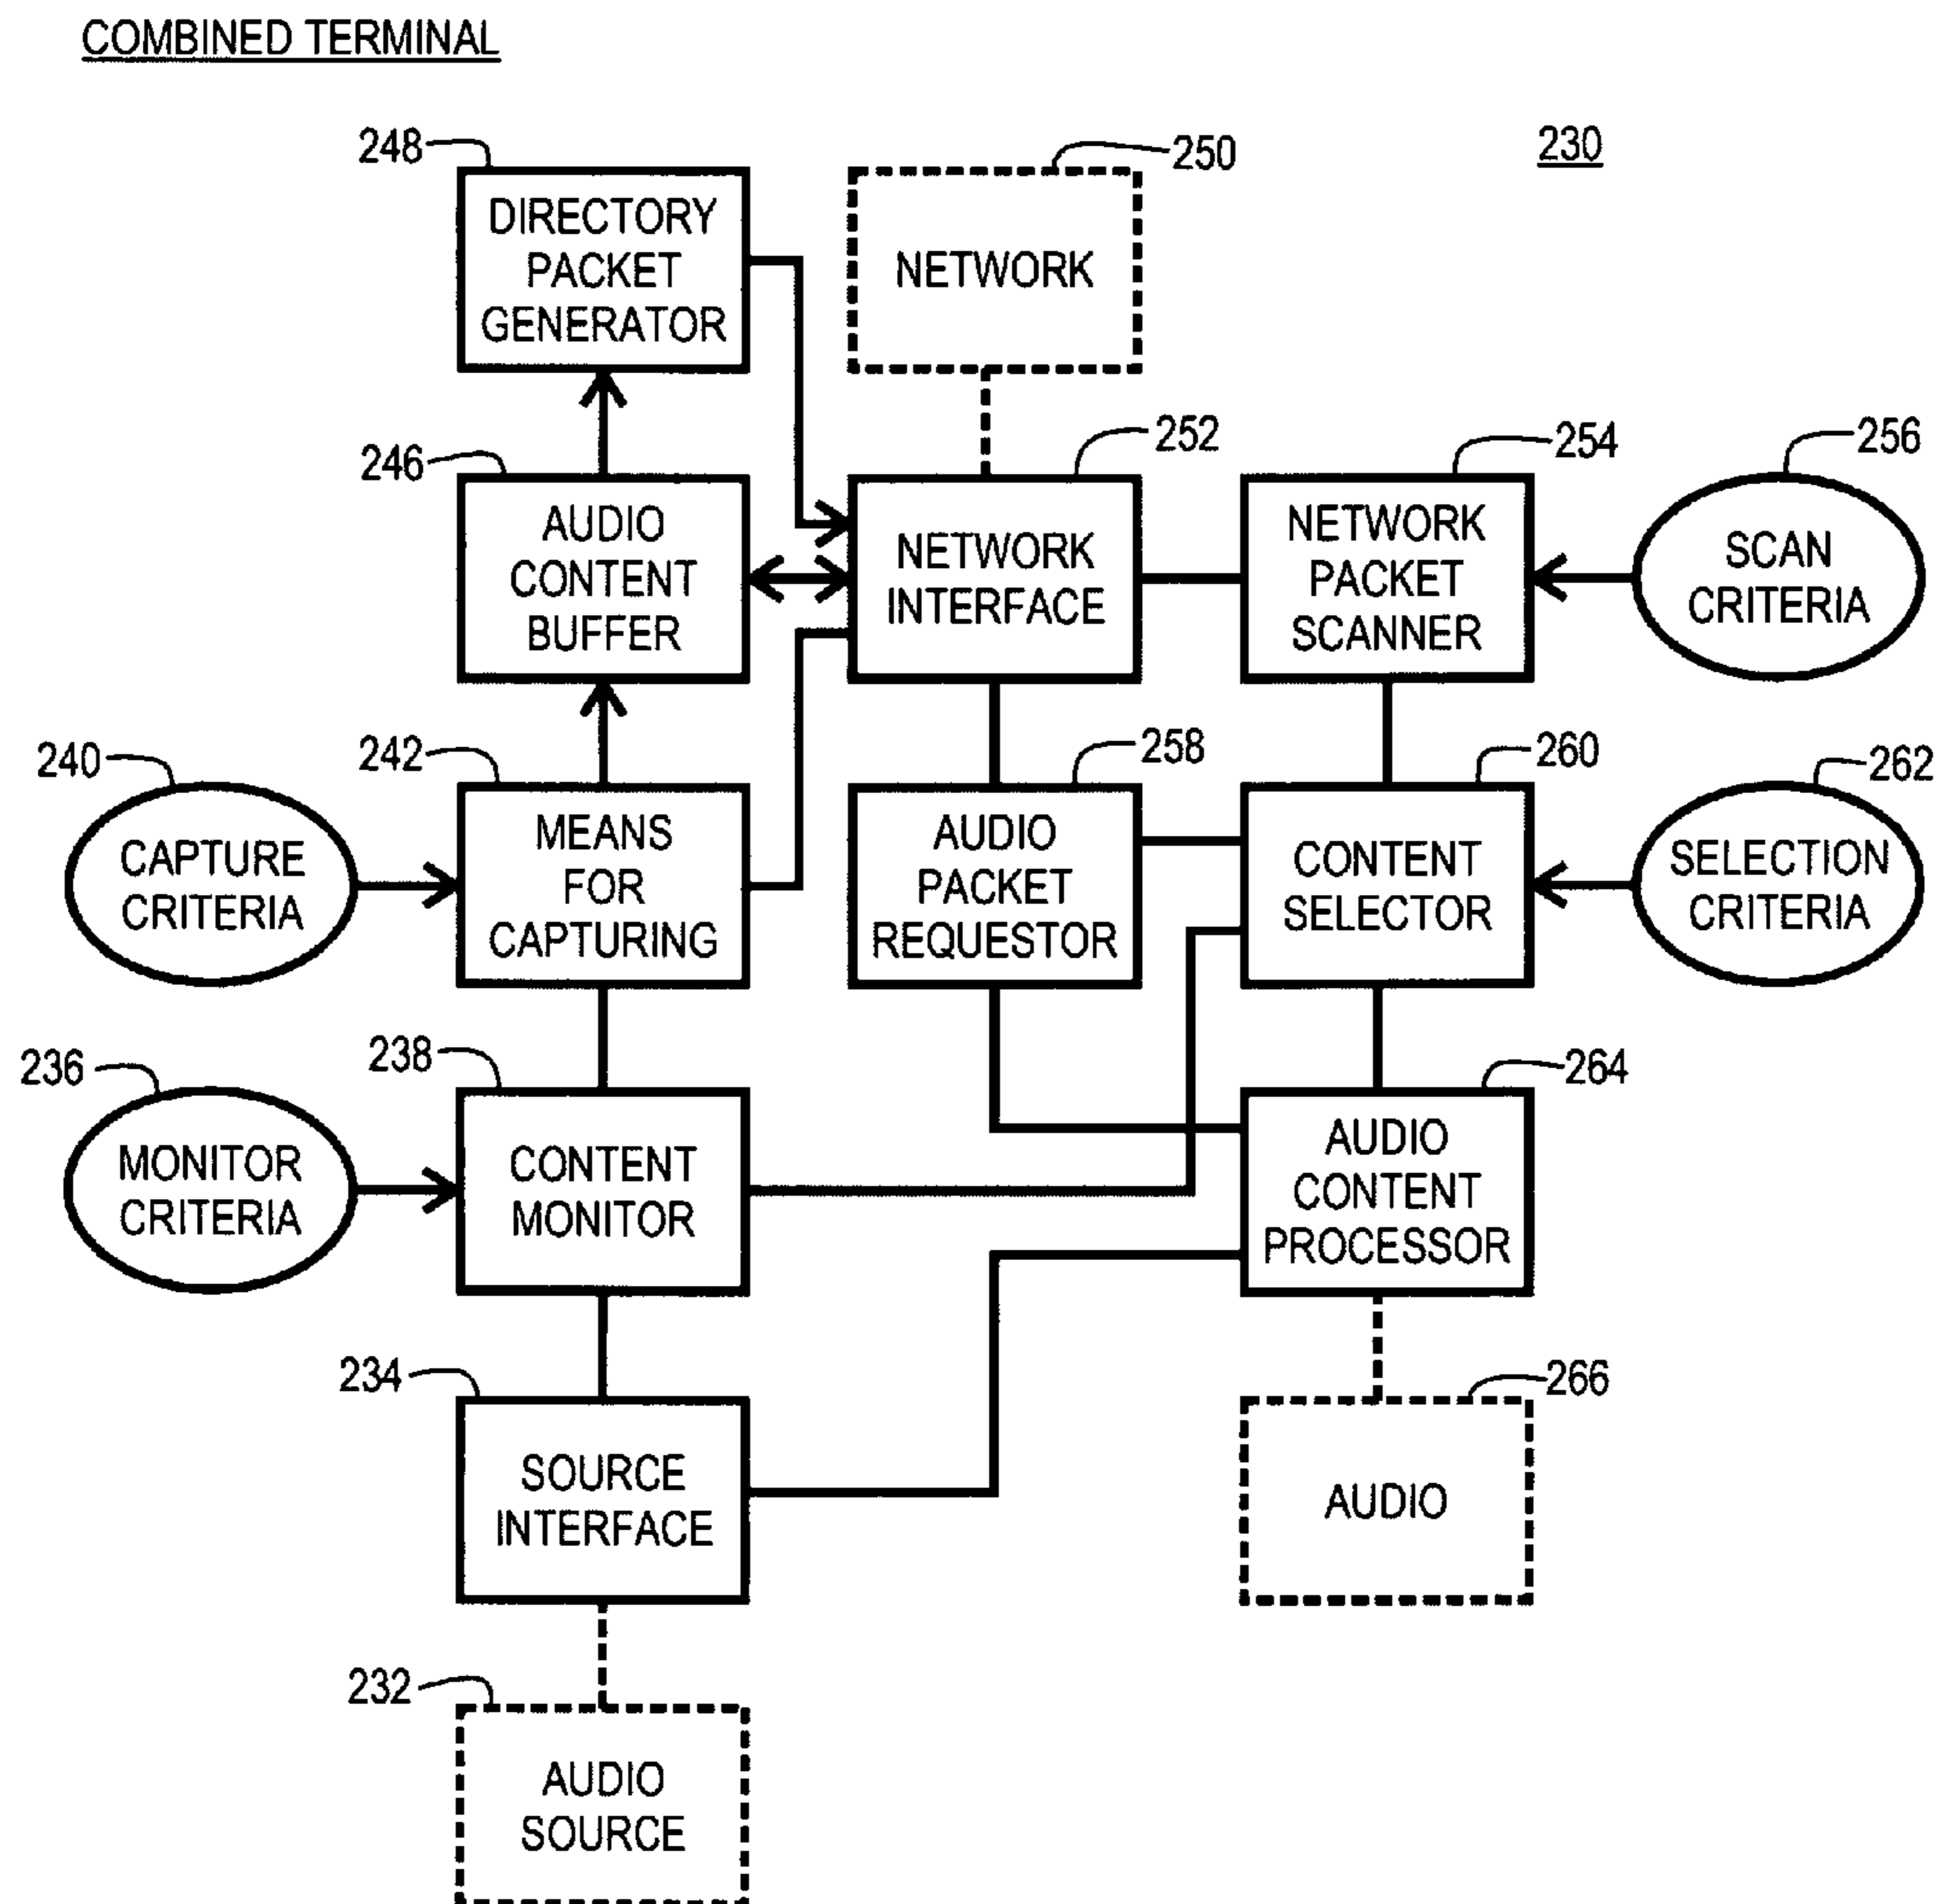 COMBINED TERMINAL
230
248
DIRECTORY
PACKET
GENERATOR
250
NETWORK
246
AUDIO
CONTENT
BUFFER
252
NETWORK
INTERFACE
254
NETWORK
PACKET
SCANNER
256
SCAN
CRITERIA
240
CAPTURE
CRITERIA
242
MEANS
FOR
CAPTURING
258
AUDIO
PACKET
REQUESTOR
260
CONTENT
SELECTOR
262
SELECTION
CRITERIA
236
MONITOR
CRITERIA
238
CONTENT
MONITOR
264
AUDIO
CONTENT
PROCESSOR
234
SOURCE
INTERFACE
266
AUDIO
232
AUDIO
SOURCE